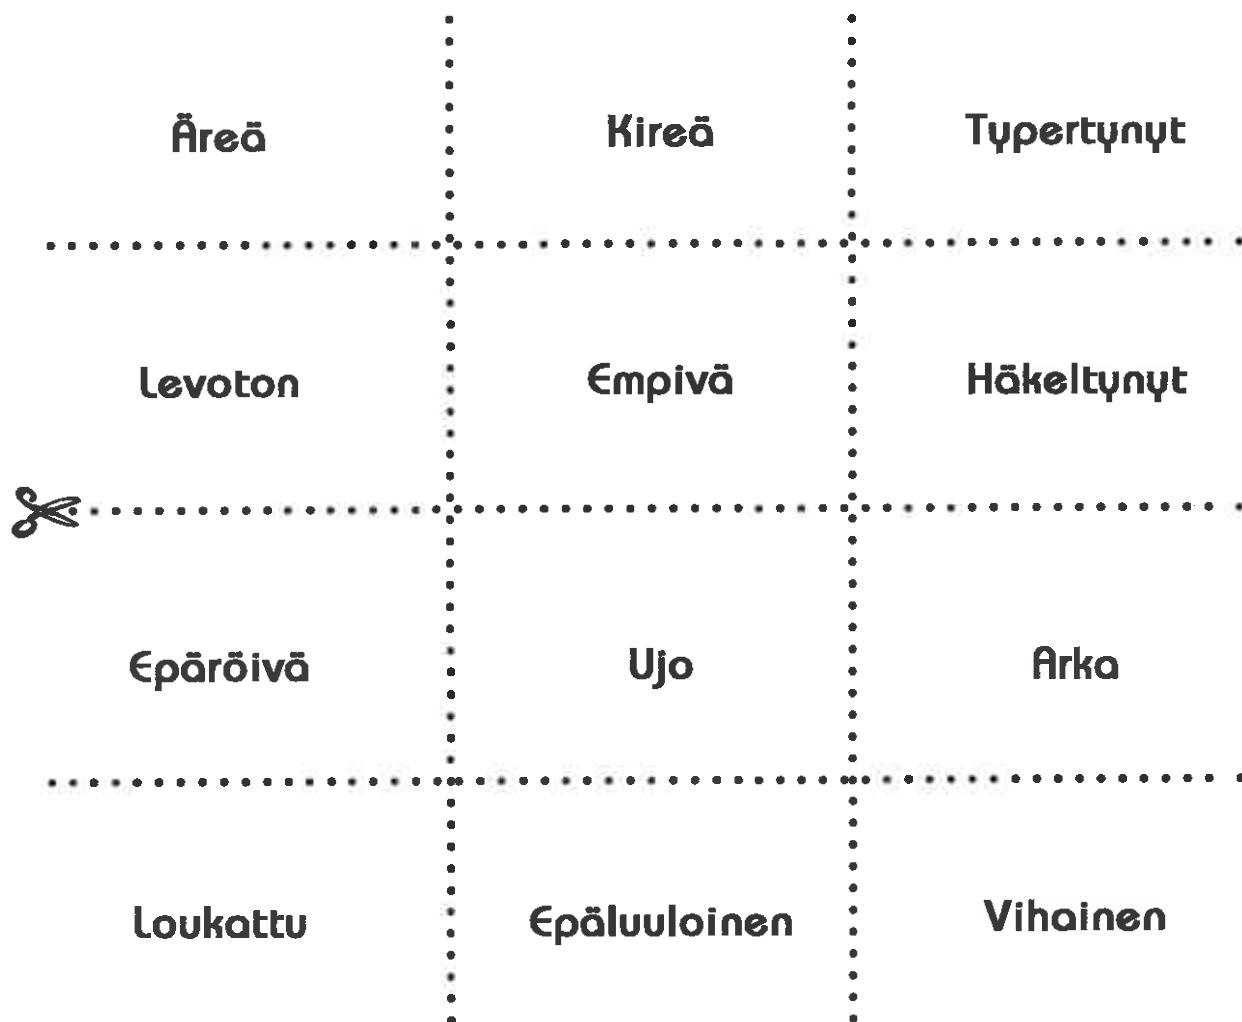 Äreä
Kireä
Typertynyt
Levoton
Empivä
Häkeltynyt
Epäröivä
Ujo
Arka
Loukattu
Epäluuloinen
Vihainen